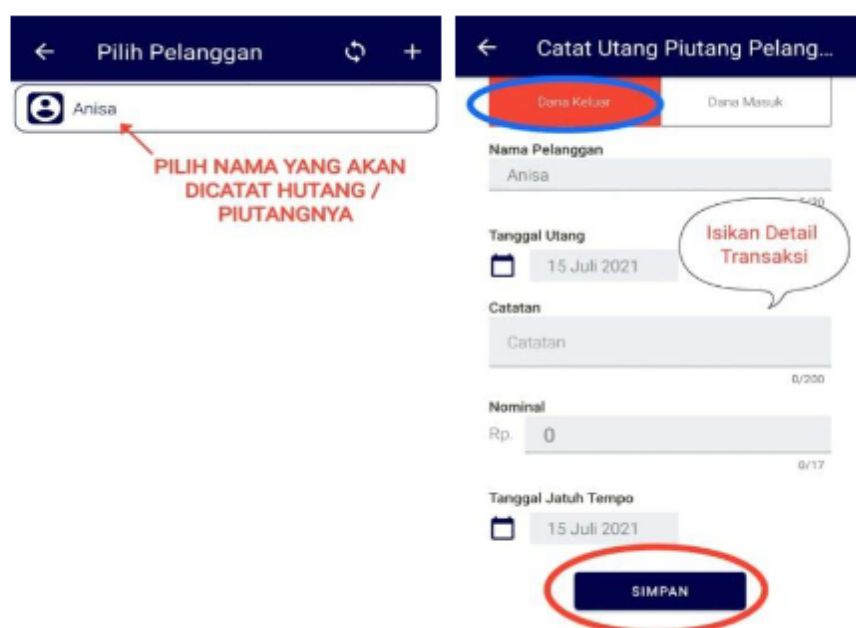 Pilih Pelanggan
Anisa
PILIH NAMA YANG AKAN
DICATAT HUTANG /
PIUTANGNYA
Catat Utang Piutang Pelang...
Dana Keluar
Dana Masuk
Nama Pelanggan
Anisa
Tanggal Utang
15 Juli 2021
Isikan Detail
Transaksi
Catatan
Catatan
0/200
Nominal
Rp. 0
0/17
Tanggal Jatuh Tempo
15 Juli 2021
SIMPAN